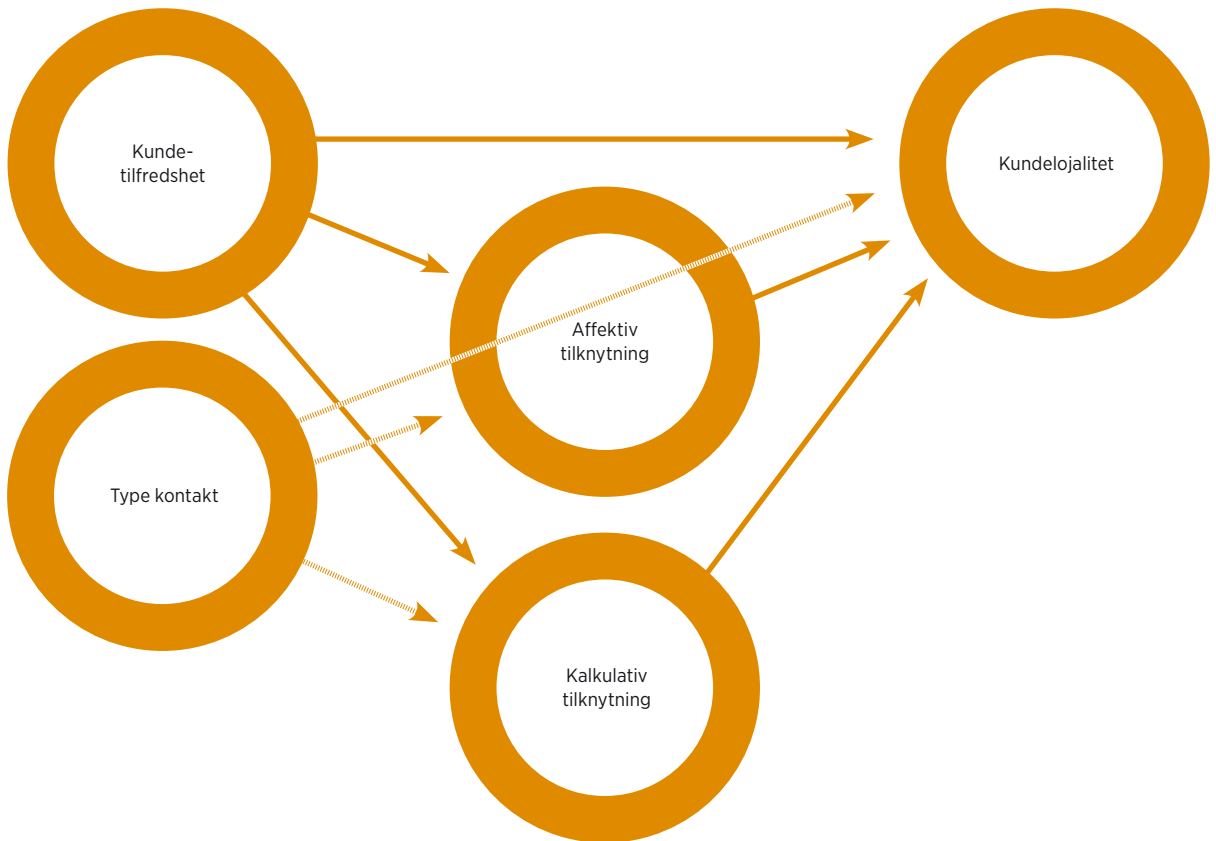 Kunde-
tilfredshet
Kundelojalitet
Affektiv
tilknytning
Type kontakt
Kalkulativ
tilknytning